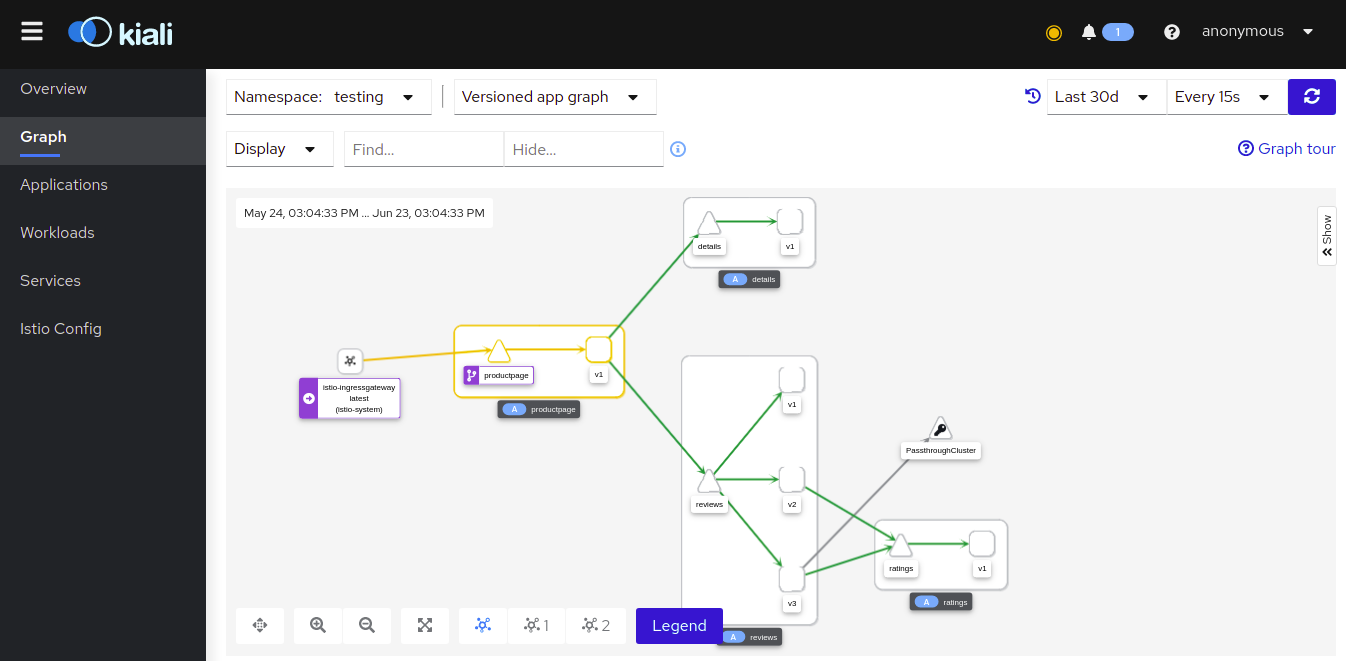 kiali
1
anonymous
Overview
Graph
Applications
Workloads
Services
Istio Config
Namespace: testing
Versioned app graph
Last 30d
Every 15s
Display
Find...
Hide...
Graph tour
May 24, 03:04:33 PM ... Jun 23, 03:04:33 PM
Show
details
v1
A details
istio-ingressgateway
latest
(istio-system)
productpage
v1
A productpage
v1
reviews
v2
v3
A reviews
PassthroughCluster
ratings
v1
A ratings
1
2
Legend